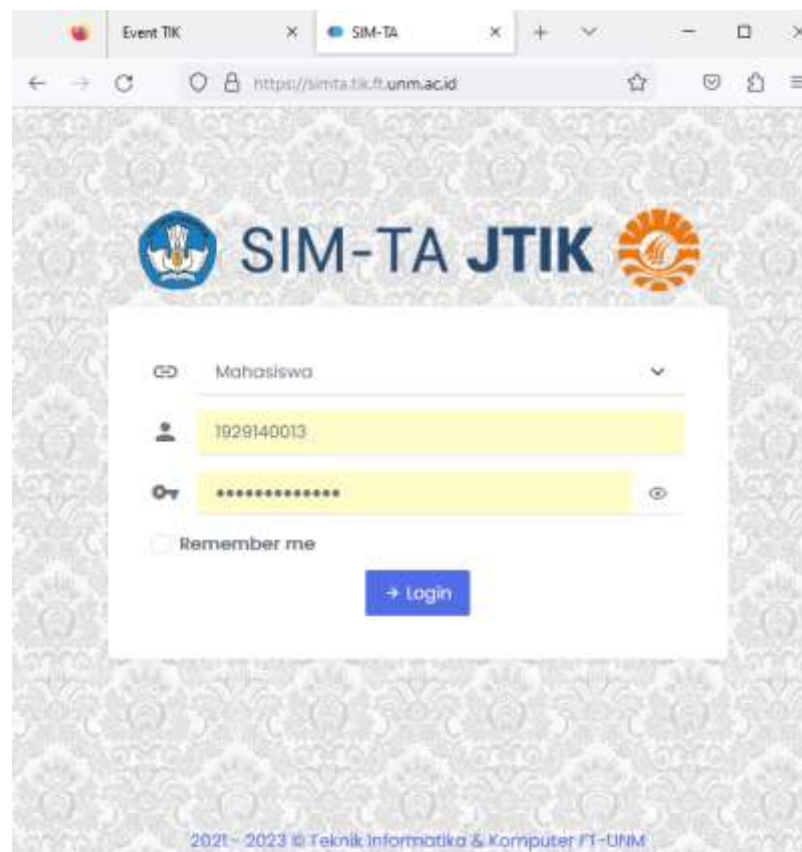 Event TIK
SIM-TA
https://simta.tik.ft.unm.ac.id
SIM-TA JTIK
Mahasiswa
1929140013
Remember me
→ Login
2021 - 2023 © Teknik Informatika & Komputer FT-UNM